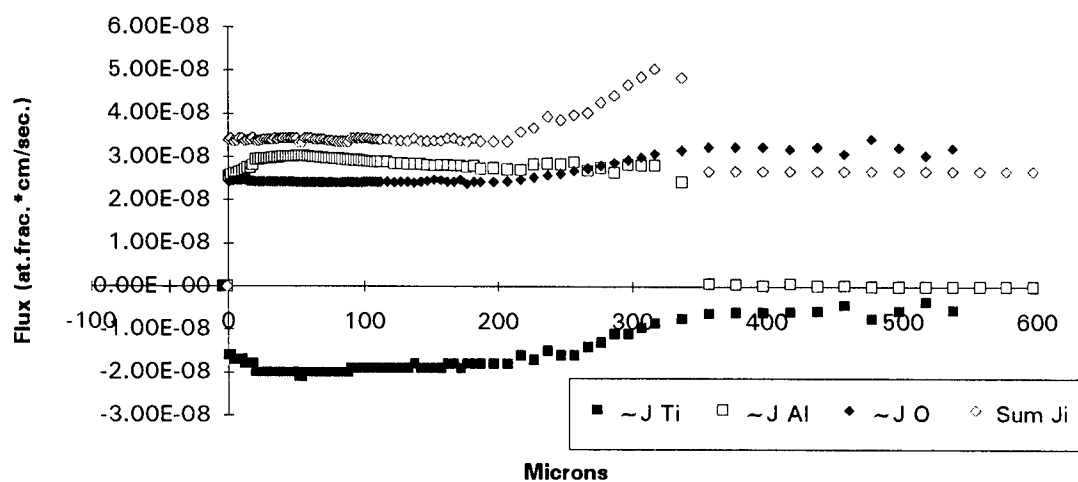 6.00E-08
5.00E-08
4.00E-08
3.00E-08
2.00E-08
1.00E-08
0.00E+00
-1.00E-08
-2.00E-08
-3.00E-08
Flux (at.frac.*cm/sec.)
-100 0 100 200 300 400 500 600
~J Ti ~J Al ~J O Sum Ji
Microns